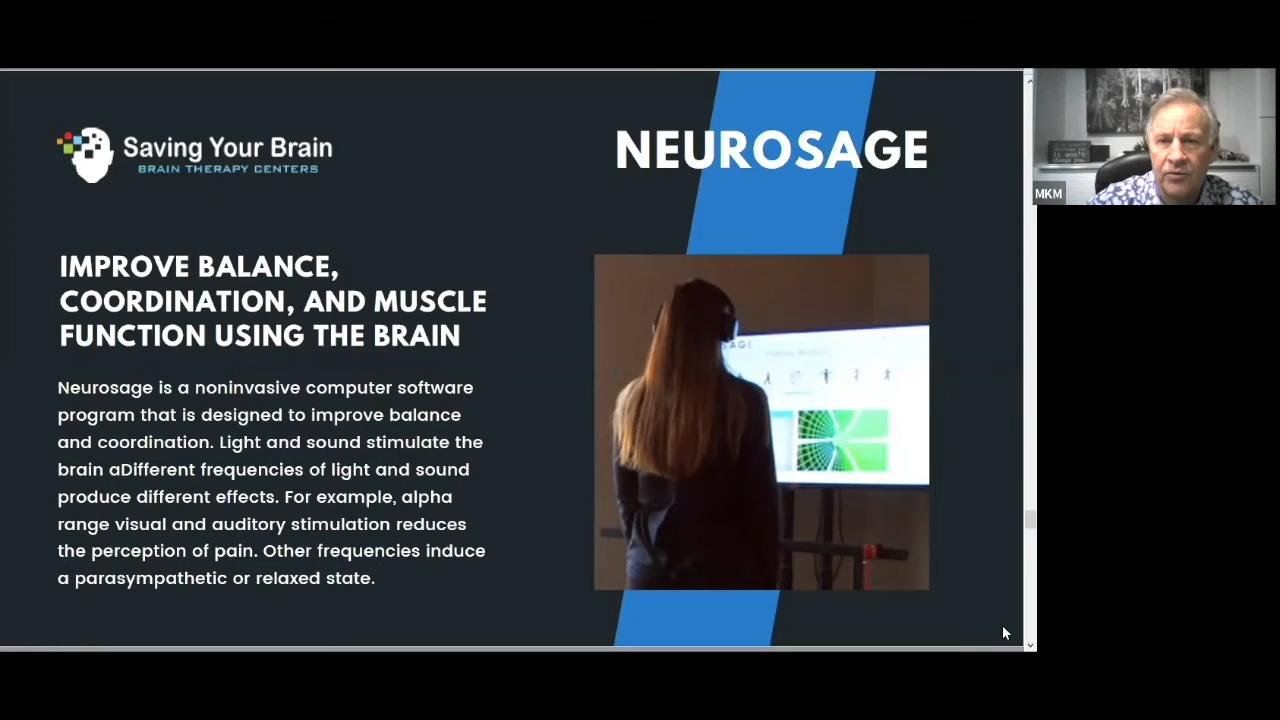 Saving Your Brain
BRAIN THERAPY CENTERS
NEUROSAGE
MKM
IMPROVE BALANCE,
COORDINATION, AND MUSCLE
FUNCTION USING THE BRAIN
Neurosage is a noninvasive computer software
program that is designed to improve balance
and coordination. Light and sound stimulate the
brain aDifferent frequencies of light and sound
produce different effects. For example, alpha
range visual and auditory stimulation reduces
the perception of pain. Other frequencies induce
a parasympathetic or relaxed state.
SAGE